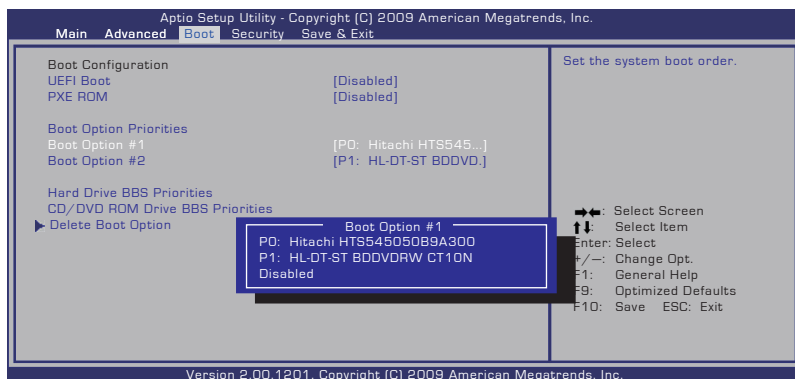 Aptio Setup Utility - Copyright (C) 2009 American Megatrends, Inc.
Main Advanced Boot Security Save & Exit
Boot Configuration
UEFI Boot [Disabled]
PXE ROM [Disabled]
Boot Option Priorities
Boot Option #1 [P0: Hitachi HTS545...]
Boot Option #2 [P1: HL-DT-ST BDDVD.]
Hard Drive BBS Priorities
CD/DVD ROM Drive BBS Priorities
Delete Boot Option
Boot Option #1
P0: Hitachi HTS545050B9A300
P1: HL-DT-ST BDDVDRW CT10N
Disabled
Set the system boot order.
→←: Select Screen
↑↓: Select Item
Enter: Select
+/—: Change Opt.
F1: General Help
F9: Optimized Defaults
F10: Save ESC: Exit
Version 2.00.1201. Copyright (C) 2009 American Megatrends, Inc.